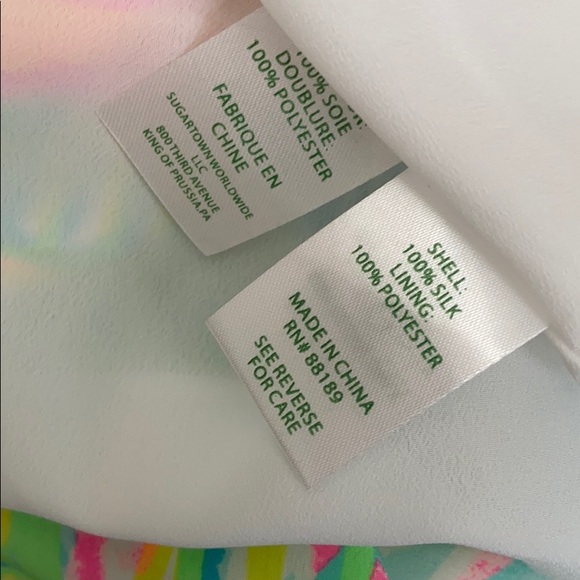 100% SOIE
DOUBLURE:
100% POLYESTER
FABRIQUE EN
CHINE
SUGARTOWN WORLDWIDE
LLC
800 THIRD AVENUE
KING OF PRUSSIA,PA
SHELL:
100% SILK
LINING:
100% POLYESTER
MADE IN CHINA
RN# 88189
SEE REVERSE
FOR CARE